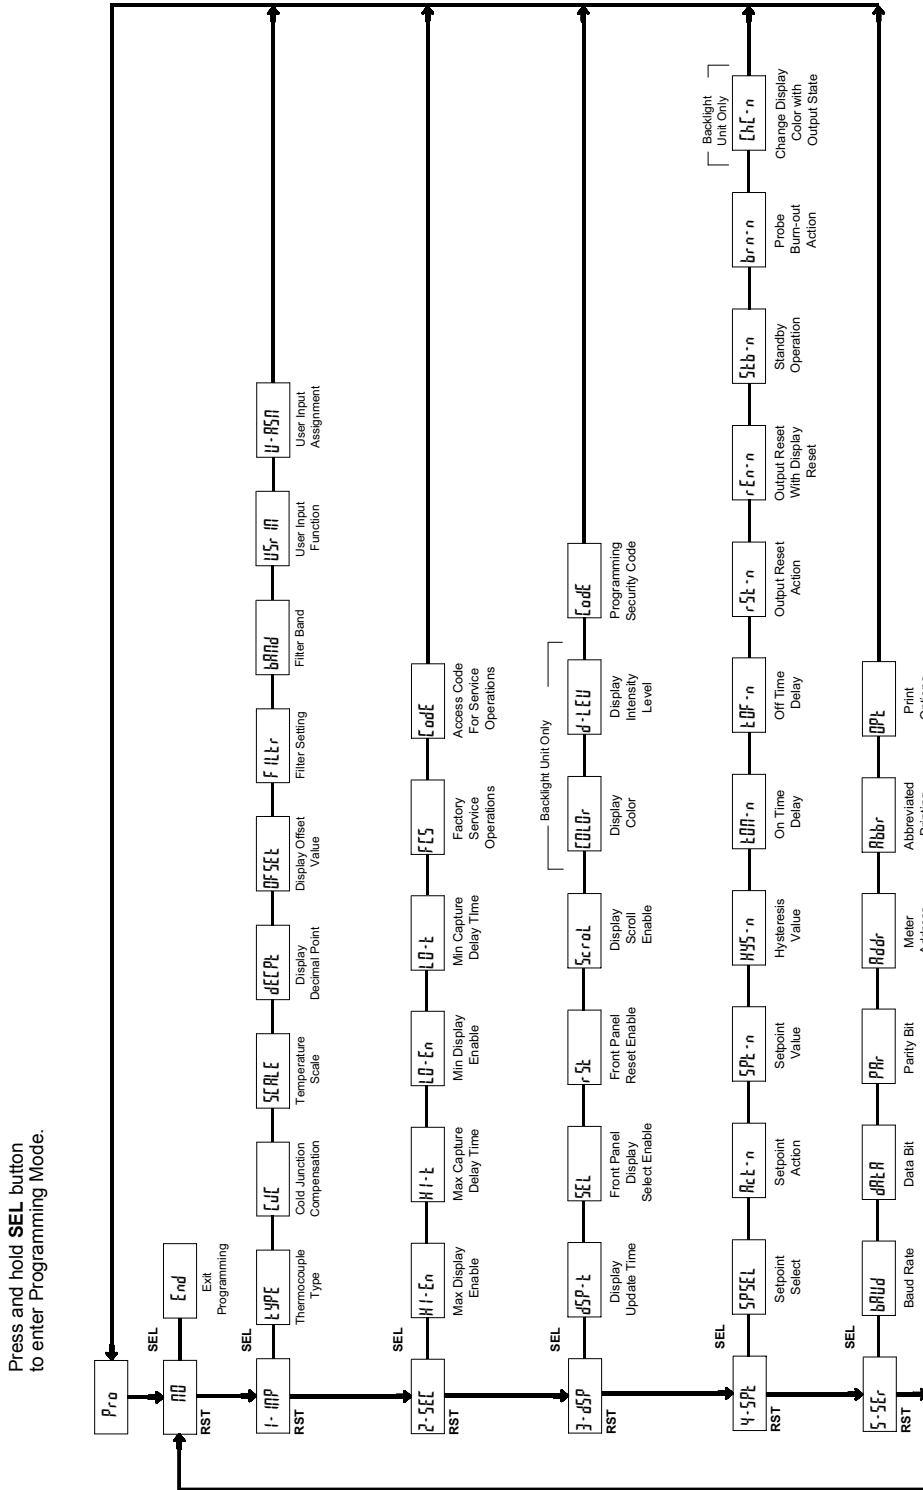 Press and hold SEL button
to enter Programming Mode.
Pro
NO
SEL
RST
End
Exit
Programming
1-INP
SEL
RST
tYPE
Thermocouple
Type
CJC
Cold Junction
Compensation
SCALE
Temperature
Scale
dECPt
Display
Decimal Point
OFSEt
Display Offset
Value
FILtr
Filter Setting
bANd
Filter Band
USr IN
User Input
Function
U-ASN
User Input
Assignment
2-SEC
SEL
RST
HI-En
Max Display
Enable
HI-t
Max Capture
Delay Time
LO-En
Min Display
Enable
LO-t
Min Capture
Delay TIme
FCS
Factory
Service
Operations
CodE
Access Code
For Service
Operations
3-dSP
SEL
RST
dSP-t
Display
Update Time
SEL
Front Panel
Display
Select Enable
rSt
Front Panel
Reset Enable
ScroL
Display
Scroll
Enable
Backlight Unit Only
COLOr
Display
Color
d-LEV
Display
Intensity
Level
CodE
Programming
Security Code
4-SPt
SEL
RST
SPSEL
Setpoint
Select
Act-n
Setpoint
Action
SPt-n
Setpoint
Value
HYS-n
Hysteresis
Value
tON-n
On Time
Delay
tOF-n
Off Time
Delay
rSt-n
Output Reset
Action
rEn-n
Output Reset
With Display
Reset
Stb-n
Standby
Operation
brn-n
Probe
Burn-out
Action
Backlight
Unit Only
ChC-n
Change Display
Color with
Output State
5-SEr
SEL
RST
bAUd
Baud Rate
dAtA
Data Bit
PAr
Parity Bit
Addr
Meter
Abbr
Abbreviated
OPt
Print